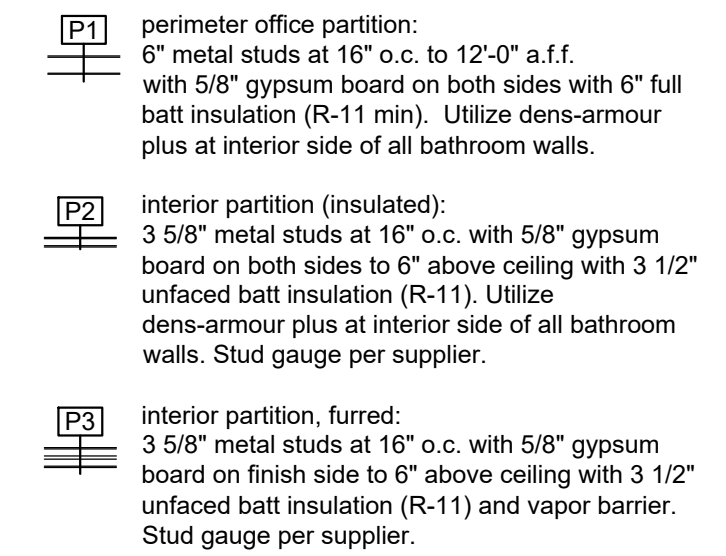 P1
perimeter office partition:
6" metal studs at 16" o.c. to 12'-0" a.f.f.
with 5/8" gypsum board on both sides with 6" full
batt insulation (R-11 min).  Utilize dens-armour
plus at interior side of all bathroom walls.
P2
interior partition (insulated):
3 5/8" metal studs at 16" o.c. with 5/8" gypsum
board on both sides to 6" above ceiling with 3 1/2"
unfaced batt insulation (R-11). Utilize
dens-armour plus at interior side of all bathroom
walls. Stud gauge per supplier.
P3
interior partition, furred:
3 5/8" metal studs at 16" o.c. with 5/8" gypsum
board on finish side to 6" above ceiling with 3 1/2"
unfaced batt insulation (R-11) and vapor barrier.
Stud gauge per supplier.